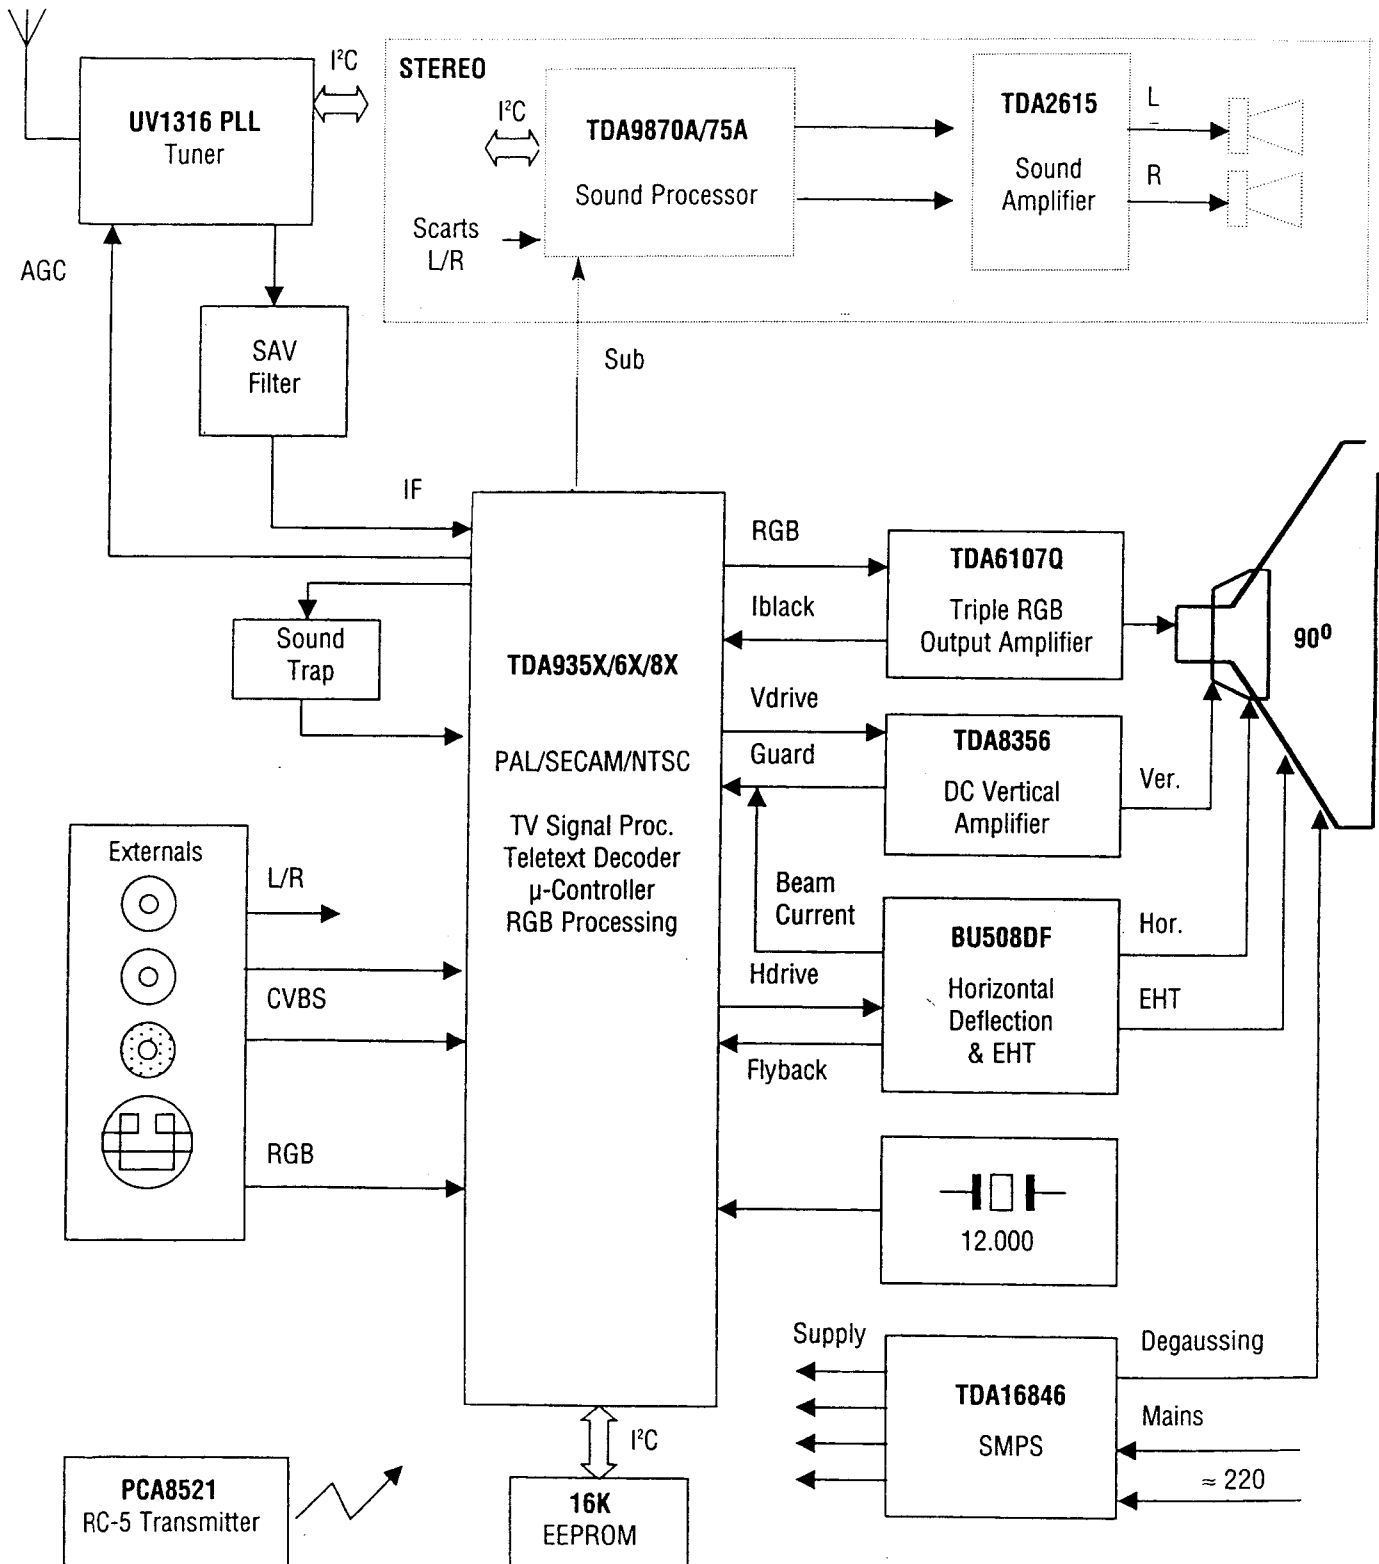 I²C
UV1316 PLL
Tuner
STEREO
I²C
TDA9870A/75A
Sound Processor
Scarts
L/R
TDA2615
Sound
Amplifier
L
R
AGC
SAV
Filter
Sub
IF
Sound
Trap
TDA935X/6X/8X
PAL/SECAM/NTSC
TV Signal Proc.
Teletext Decoder
µ-Controller
RGB Processing
RGB
Iblack
TDA6107Q
Triple RGB
Output Amplifier
90⁰
Vdrive
Guard
TDA8356
DC Vertical
Amplifier
Ver.
Beam
Current
Hdrive
Flyback
BU508DF
Horizontal
Deflection
& EHT
Hor.
EHT
Externals
L/R
CVBS
RGB
12.000
Supply
TDA16846
SMPS
Degaussing
Mains
≈ 220
I²C
16K
EEPROM
PCA8521
RC-5 Transmitter